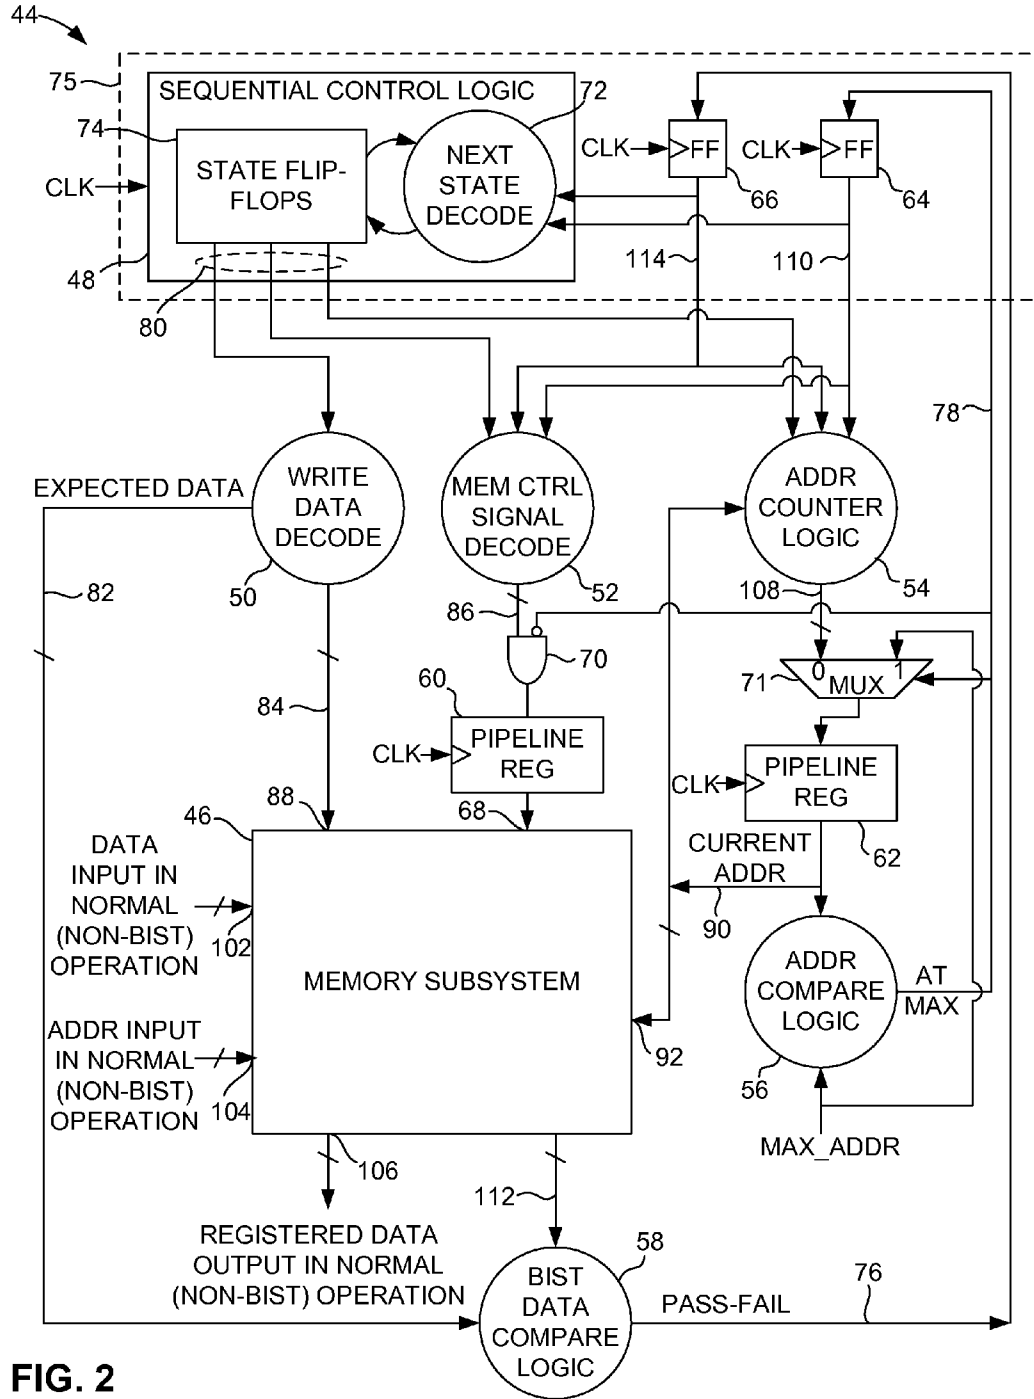 44
75
SEQUENTIAL CONTROL LOGIC
72
74
STATE FLIP-
FLOPS
NEXT
STATE
DECODE
CLK
CLK
FF
66
CLK
FF
64
48
80
114
110
78
EXPECTED DATA
82
WRITE
DATA
DECODE
50
MEM CTRL
SIGNAL
DECODE
52
ADDR
COUNTER
LOGIC
54
86
108
70
84
71
0
1
MUX
60
CLK
PIPELINE
REG
CLK
PIPELINE
REG
62
46
88
68
CURRENT
ADDR
90
DATA
INPUT IN
NORMAL
(NON-BIST)
OPERATION
102
MEMORY SUBSYSTEM
ADDR
COMPARE
LOGIC
AT
MAX
56
92
ADDR INPUT
IN NORMAL
(NON-BIST)
OPERATION
104
MAX_ADDR
106
112
REGISTERED DATA
OUTPUT IN NORMAL
(NON-BIST) OPERATION
58
BIST
DATA
COMPARE
LOGIC
PASS-FAIL
76
FIG. 2